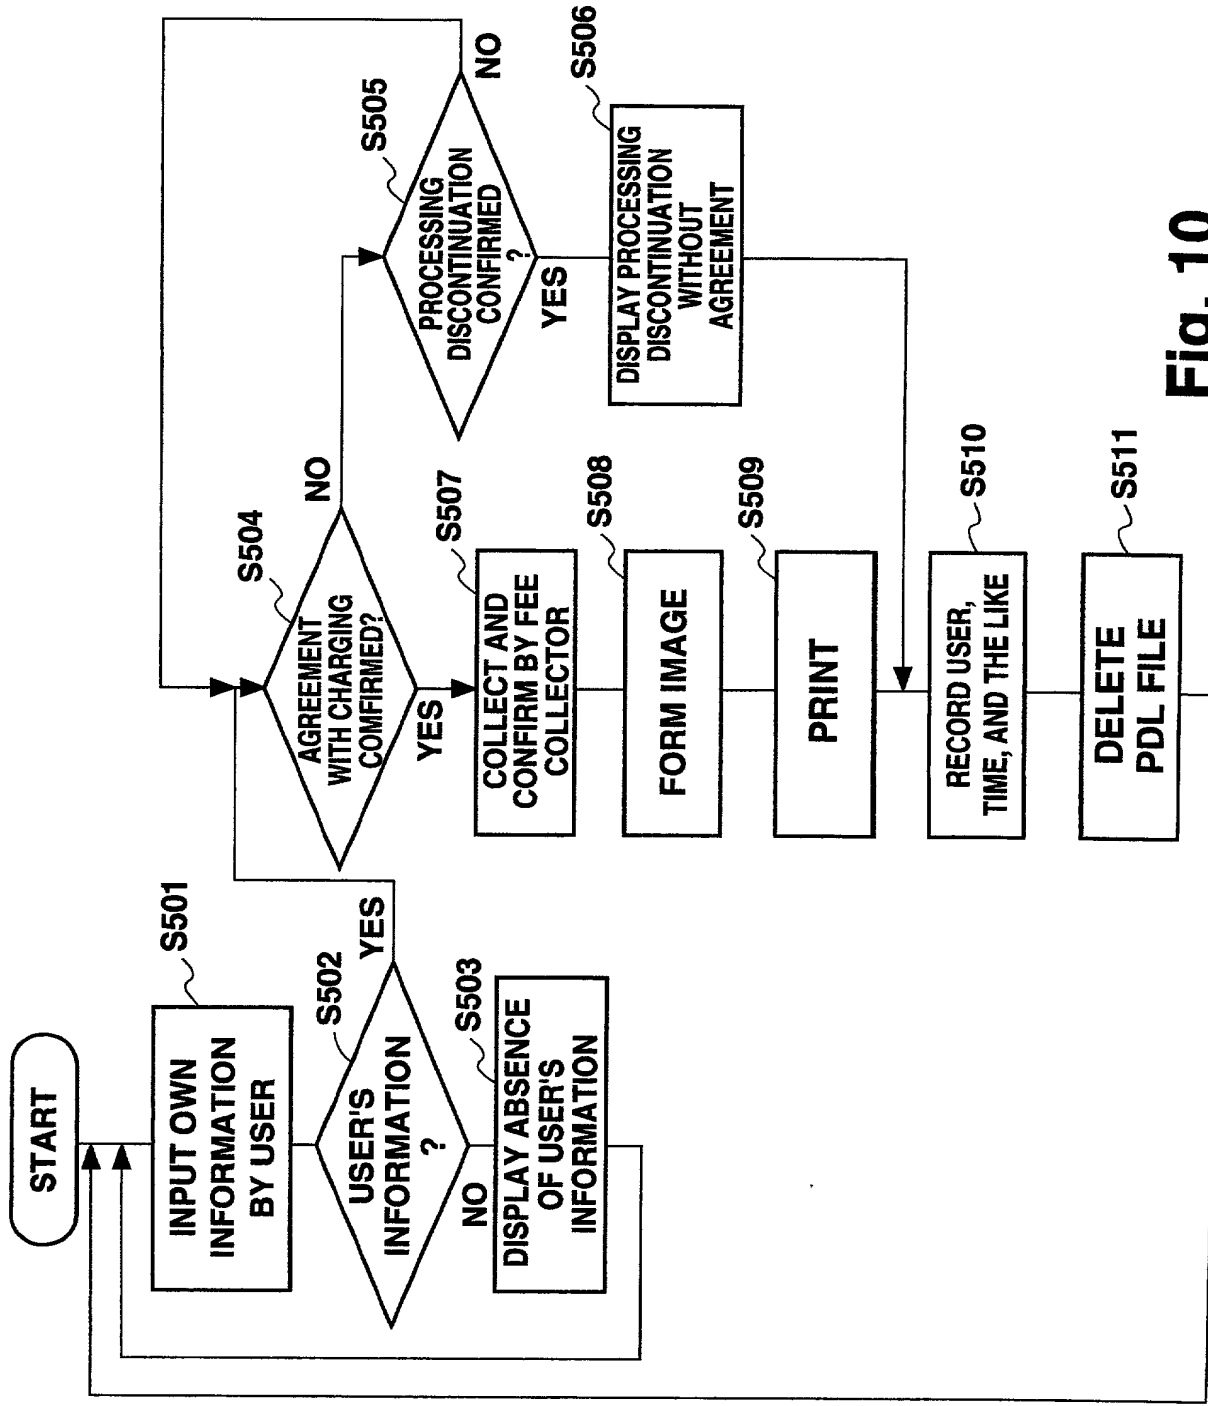 START
S501
INPUT OWN
INFORMATION
BY USER
S502
USER'S
INFORMATION
?
YES
NO
S503
DISPLAY ABSENCE
OF USER'S
INFORMATION
S504
AGREEMENT
WITH CHARGING
COMFIRMED?
NO
YES
S505
PROCESSING
DISCONTINUATION
CONFIRMED
?
NO
YES
S506
DISPLAY PROCESSING
DISCONTINUATION
WITHOUT
AGREEMENT
S507
COLLECT AND
CONFIRM BY FEE
COLLECTOR
S508
FORM IMAGE
S509
PRINT
S510
RECORD USER,
TIME, AND THE LIKE
S511
DELETE
PDL FILE
Fig. 10